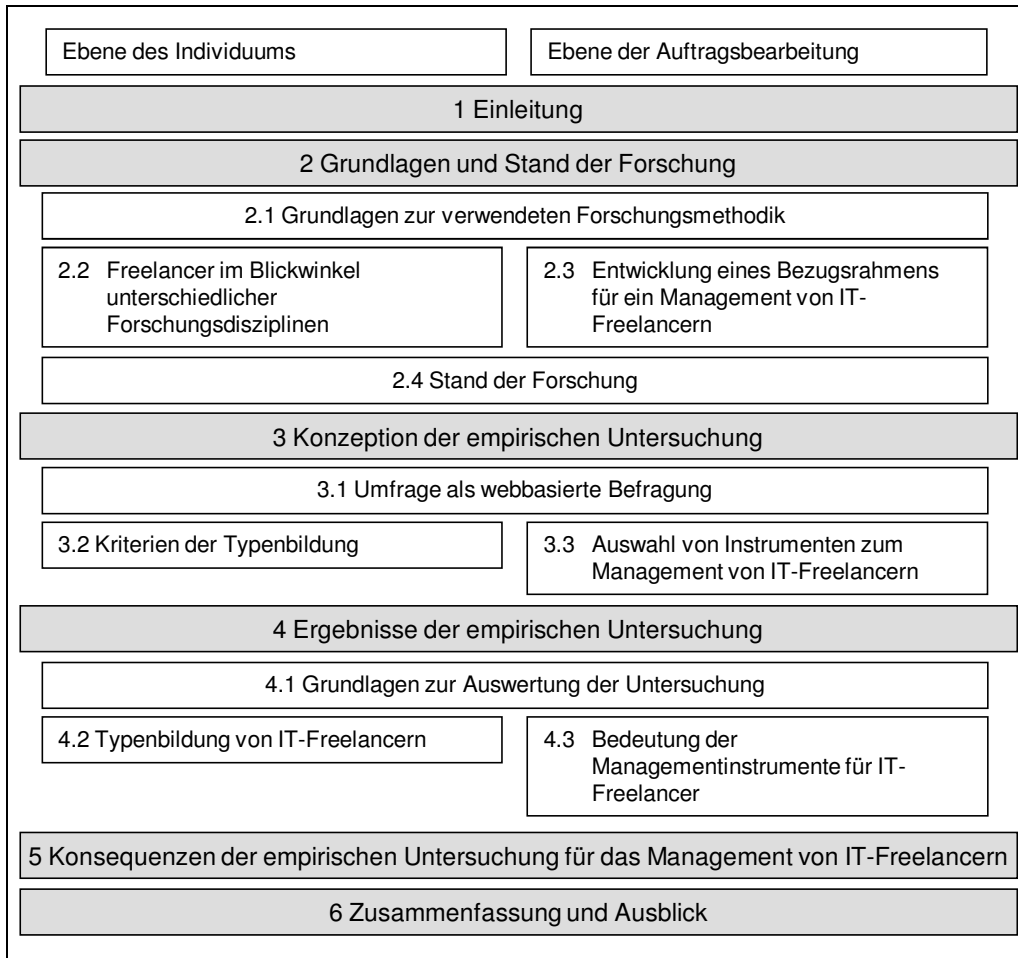 Ebene des Individuums
Ebene der Auftragsbearbeitung
1 Einleitung
2 Grundlagen und Stand der Forschung
2.1 Grundlagen zur verwendeten Forschungsmethodik
2.2 Freelancer im Blickwinkel
unterschiedlicher
Forschungsdisziplinen
2.3 Entwicklung eines Bezugsrahmens
für ein Management von IT-
Freelancern
2.4 Stand der Forschung
3 Konzeption der empirischen Untersuchung
3.1 Umfrage als webbasierte Befragung
3.2 Kriterien der Typenbildung
3.3 Auswahl von Instrumenten zum
Management von IT-Freelancern
4 Ergebnisse der empirischen Untersuchung
4.1 Grundlagen zur Auswertung der Untersuchung
4.2 Typenbildung von IT-Freelancern
4.3 Bedeutung der
Managementinstrumente für IT-
Freelancer
5 Konsequenzen der empirischen Untersuchung für das Management von IT-Freelancern
6 Zusammenfassung und Ausblick